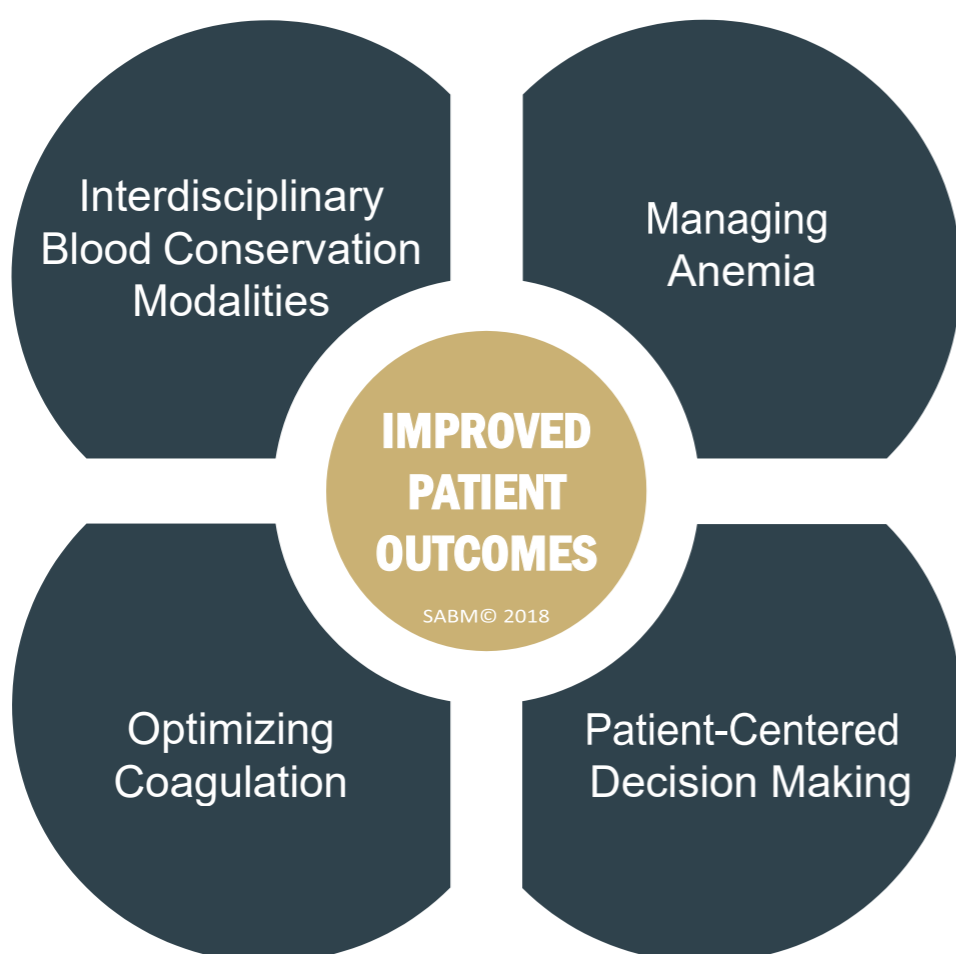 Interdisciplinary
Blood Conservation
Modalities
Managing
Anemia
IMPROVED
PATIENT
OUTCOMES
SABM© 2018
Optimizing
Coagulation
Patient-Centered
Decision Making